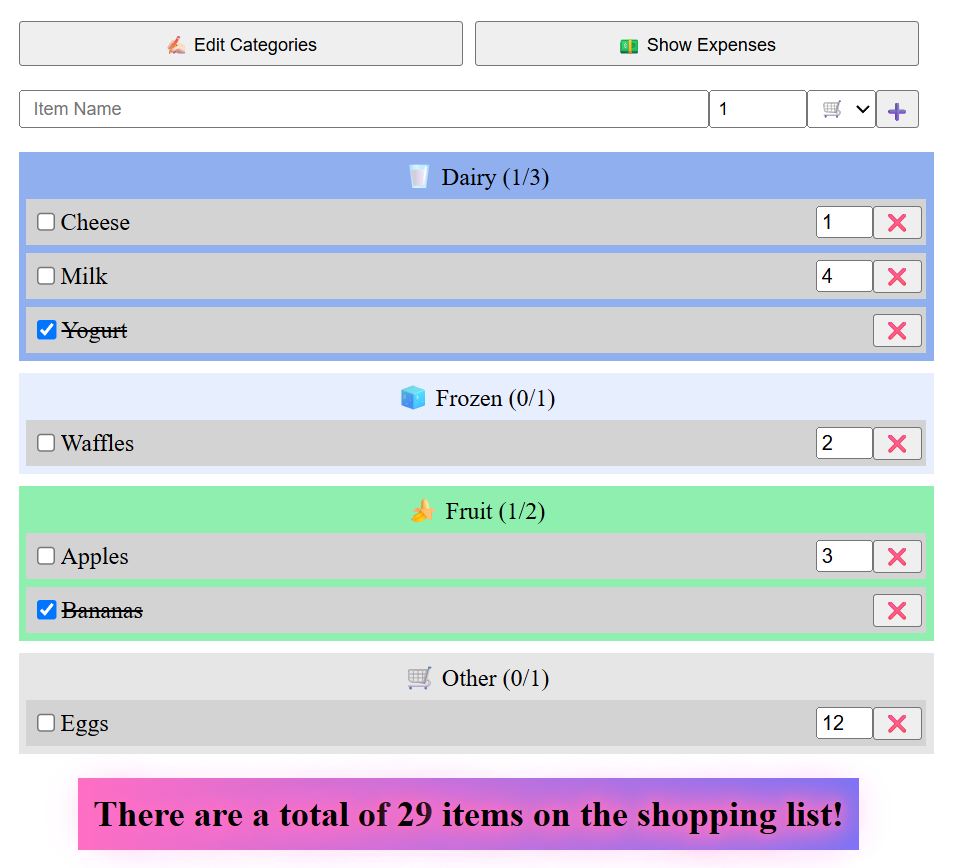 Edit Categories
Show Expenses
Item Name 1
Dairy (1/3)
Cheese 1
Milk 4
Yogurt
Frozen (0/1)
Waffles 2
Fruit (1/2)
Apples 3
Bananas
Other (0/1)
Eggs 12
There are a total of 29 items on the shopping list!